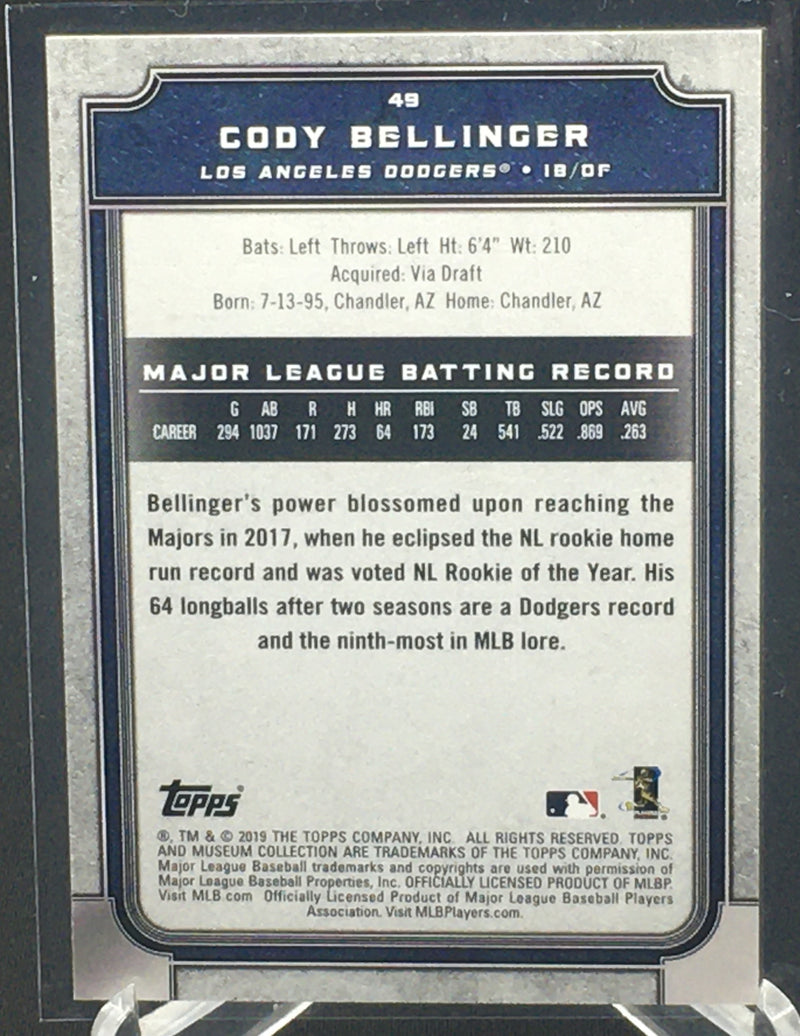 49
CODY BELLINGER
LOS ANGELES DODGERS® • 1B/OF
Bats: Left Throws: Left Ht: 6'4" Wt: 210
Acquired: Via Draft
Born: 7-13-95, Chandler, AZ Home: Chandler, AZ
MAJOR LEAGUE BATTING RECORD
G AB R H HR RBI SB TB SLG OPS AVG
CAREER 294 1037 171 273 64 173 24 541 .522 .869 .263
Bellinger's power blossomed upon reaching the
Majors in 2017, when he eclipsed the NL rookie home
run record and was voted NL Rookie of the Year. His
64 longballs after two seasons are a Dodgers record
and the ninth-most in MLB lore.
Topps®
®, TM & © 2019 THE TOPPS COMPANY, INC. ALL RIGHTS RESERVED. TOPPS
AND MUSEUM COLLECTION ARE TRADEMARKS OF THE TOPPS COMPANY, INC.
Major League Baseball trademarks and copyrights are used with permission of
Major League Baseball Properties, Inc. OFFICIALLY LICENSED PRODUCT OF MLBP.
Visit MLB.com Officially Licensed Product of Major League Baseball Players
Association. Visit MLBPlayers.com.